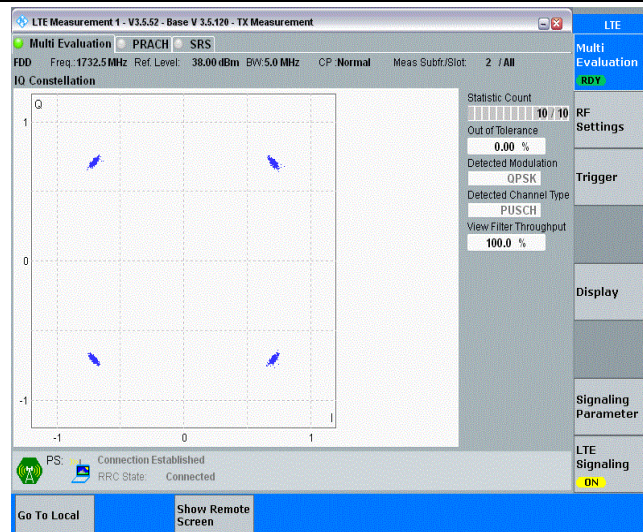 LTE Measurement 1 - V3.5.52 - Base V 3.5.120 - TX Measurement
LTE
Multi Evaluation PRACH SRS
Multi
Evaluation
RDY
FDD Freq.:1732.5 MHz Ref. Level: 38.00 dBm BW:5.0 MHz CP :Normal Meas Subfr./Slot: 2 / All
IQ Constellation
Q
1
0
-1
-1 0 1
I
Statistic Count
10 / 10
Out of Tolerance
0.00 %
Detected Modulation
QPSK
Detected Channel Type
PUSCH
View Filter Throughput
100.0 %
RF
Settings
Trigger
Display
Signaling
Parameter
LTE
Signaling
ON
PS: Connection Established
RRC State: Connected
Go To Local
Show Remote
Screen